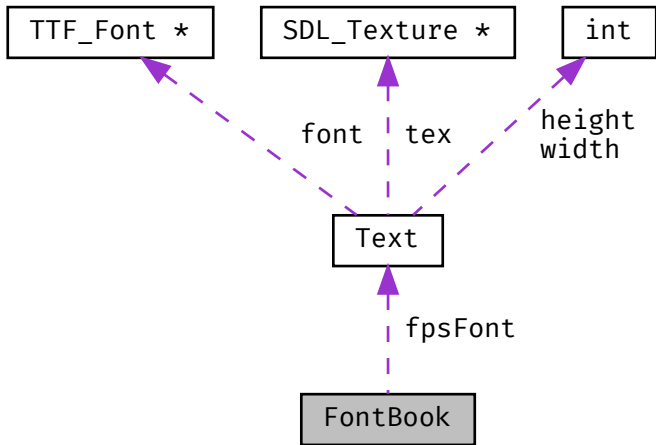 TTF_Font *
SDL_Texture *
int
font
tex
height
width
Text
fpsFont
FontBook